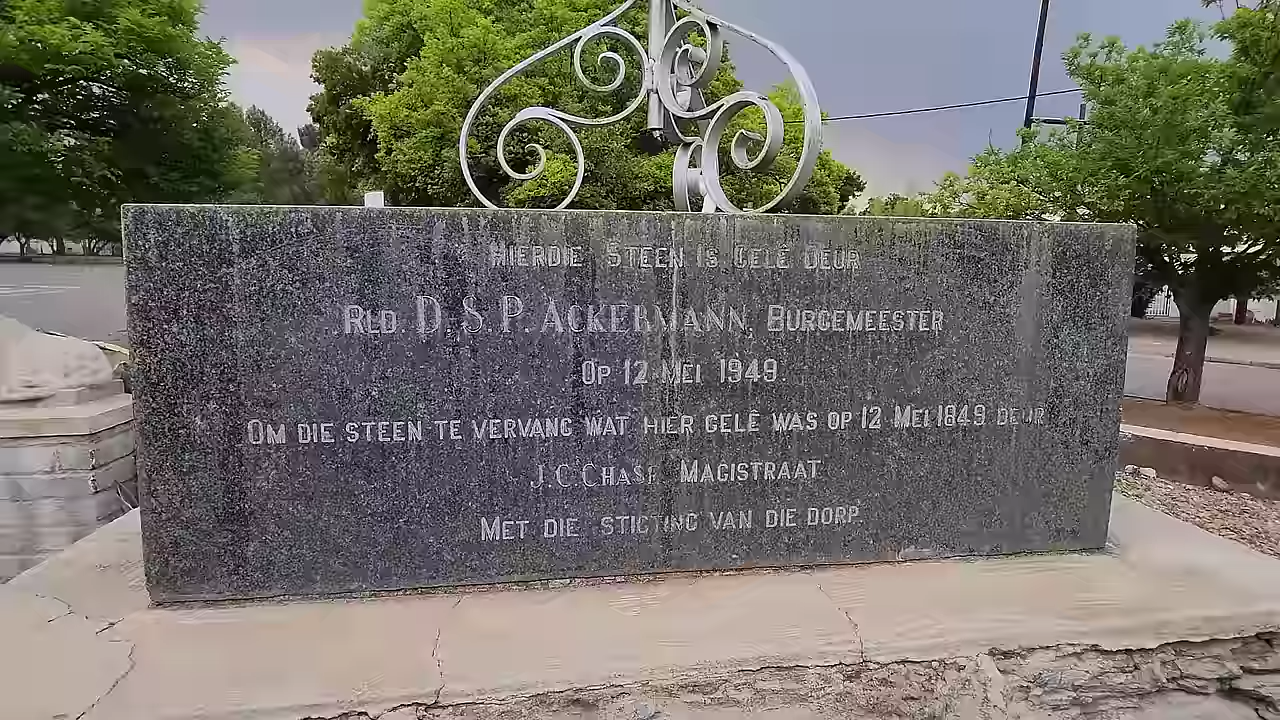 HIERDIE STEEN IS GELÊ DEUR
RLD. D. S. P. ACKERMANN, BURGEMEESTER
OP 12 MEI 1949.
OM DIE STEEN TE VERVANG WAT HIER GELÊ WAS OP 12 MEI 1849 DEUR
J. C. CHASE MAGISTRAAT
MET DIE STIGTING VAN DIE DORP.